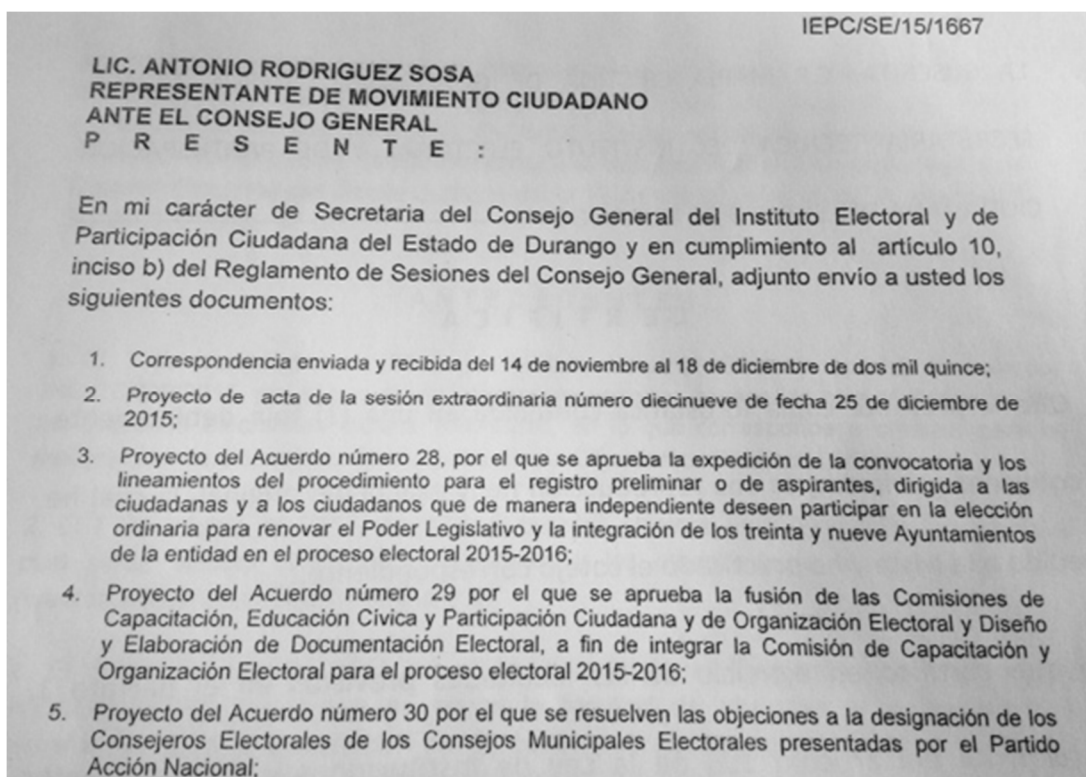 IEPC/SE/15/1667
LIC. ANTONIO RODRIGUEZ SOSA
REPRESENTANTE DE MOVIMIENTO CIUDADANO
ANTE EL CONSEJO GENERAL
P R E S E N T E :
En mi carácter de Secretaria del Consejo General del Instituto Electoral y de
Participación Ciudadana del Estado de Durango y en cumplimiento al artículo 10,
inciso b) del Reglamento de Sesiones del Consejo General, adjunto envío a usted los
siguientes documentos:
1. Correspondencia enviada y recibida del 14 de noviembre al 18 de diciembre de dos mil quince;
2. Proyecto de acta de la sesión extraordinaria número diecinueve de fecha 25 de diciembre de
2015;
3. Proyecto del Acuerdo número 28, por el que se aprueba la expedición de la convocatoria y los
lineamientos del procedimiento para el registro preliminar o de aspirantes, dirigida a las
ciudadanas y a los ciudadanos que de manera independiente deseen participar en la elección
ordinaria para renovar el Poder Legislativo y la integración de los treinta y nueve Ayuntamientos
de la entidad en el proceso electoral 2015-2016;
4. Proyecto del Acuerdo número 29 por el que se aprueba la fusión de las Comisiones de
Capacitación, Educación Cívica y Participación Ciudadana y de Organización Electoral y Diseño
y Elaboración de Documentación Electoral, a fin de integrar la Comisión de Capacitación y
Organización Electoral para el proceso electoral 2015-2016;
5. Proyecto del Acuerdo número 30 por el que se resuelven las objeciones a la designación de los
Consejeros Electorales de los Consejos Municipales Electorales presentadas por el Partido
Acción Nacional;